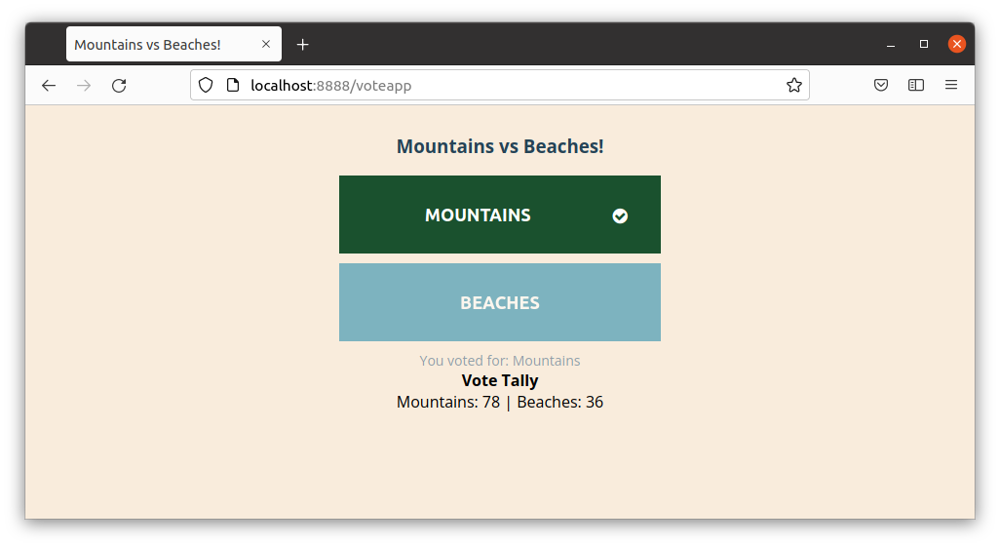 Mountains vs Beaches!
localhost:8888/voteapp
Mountains vs Beaches!
MOUNTAINS
BEACHES
You voted for: Mountains
Vote Tally
Mountains: 78 | Beaches: 36